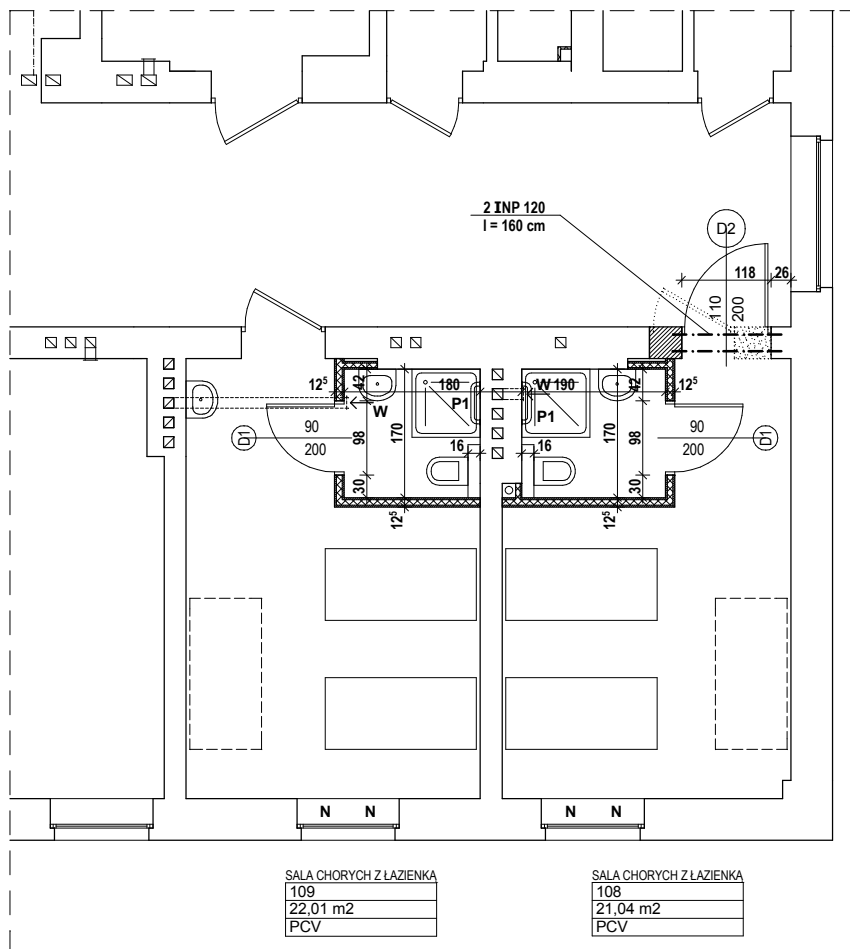 2 INP 120
l = 160 cm
D2
118
26
110
200
12⁵
42
180
W
190
42
12⁵
W
P1
P1
D1
90
200
98
170
16
16
170
98
90
200
D1
30
30
12⁵
12⁵
N N
N N
SALA CHORYCH Z ŁAZIENKĄ
109
22,01 m2
PCV
SALA CHORYCH Z ŁAZIENKĄ
108
21,04 m2
PCV